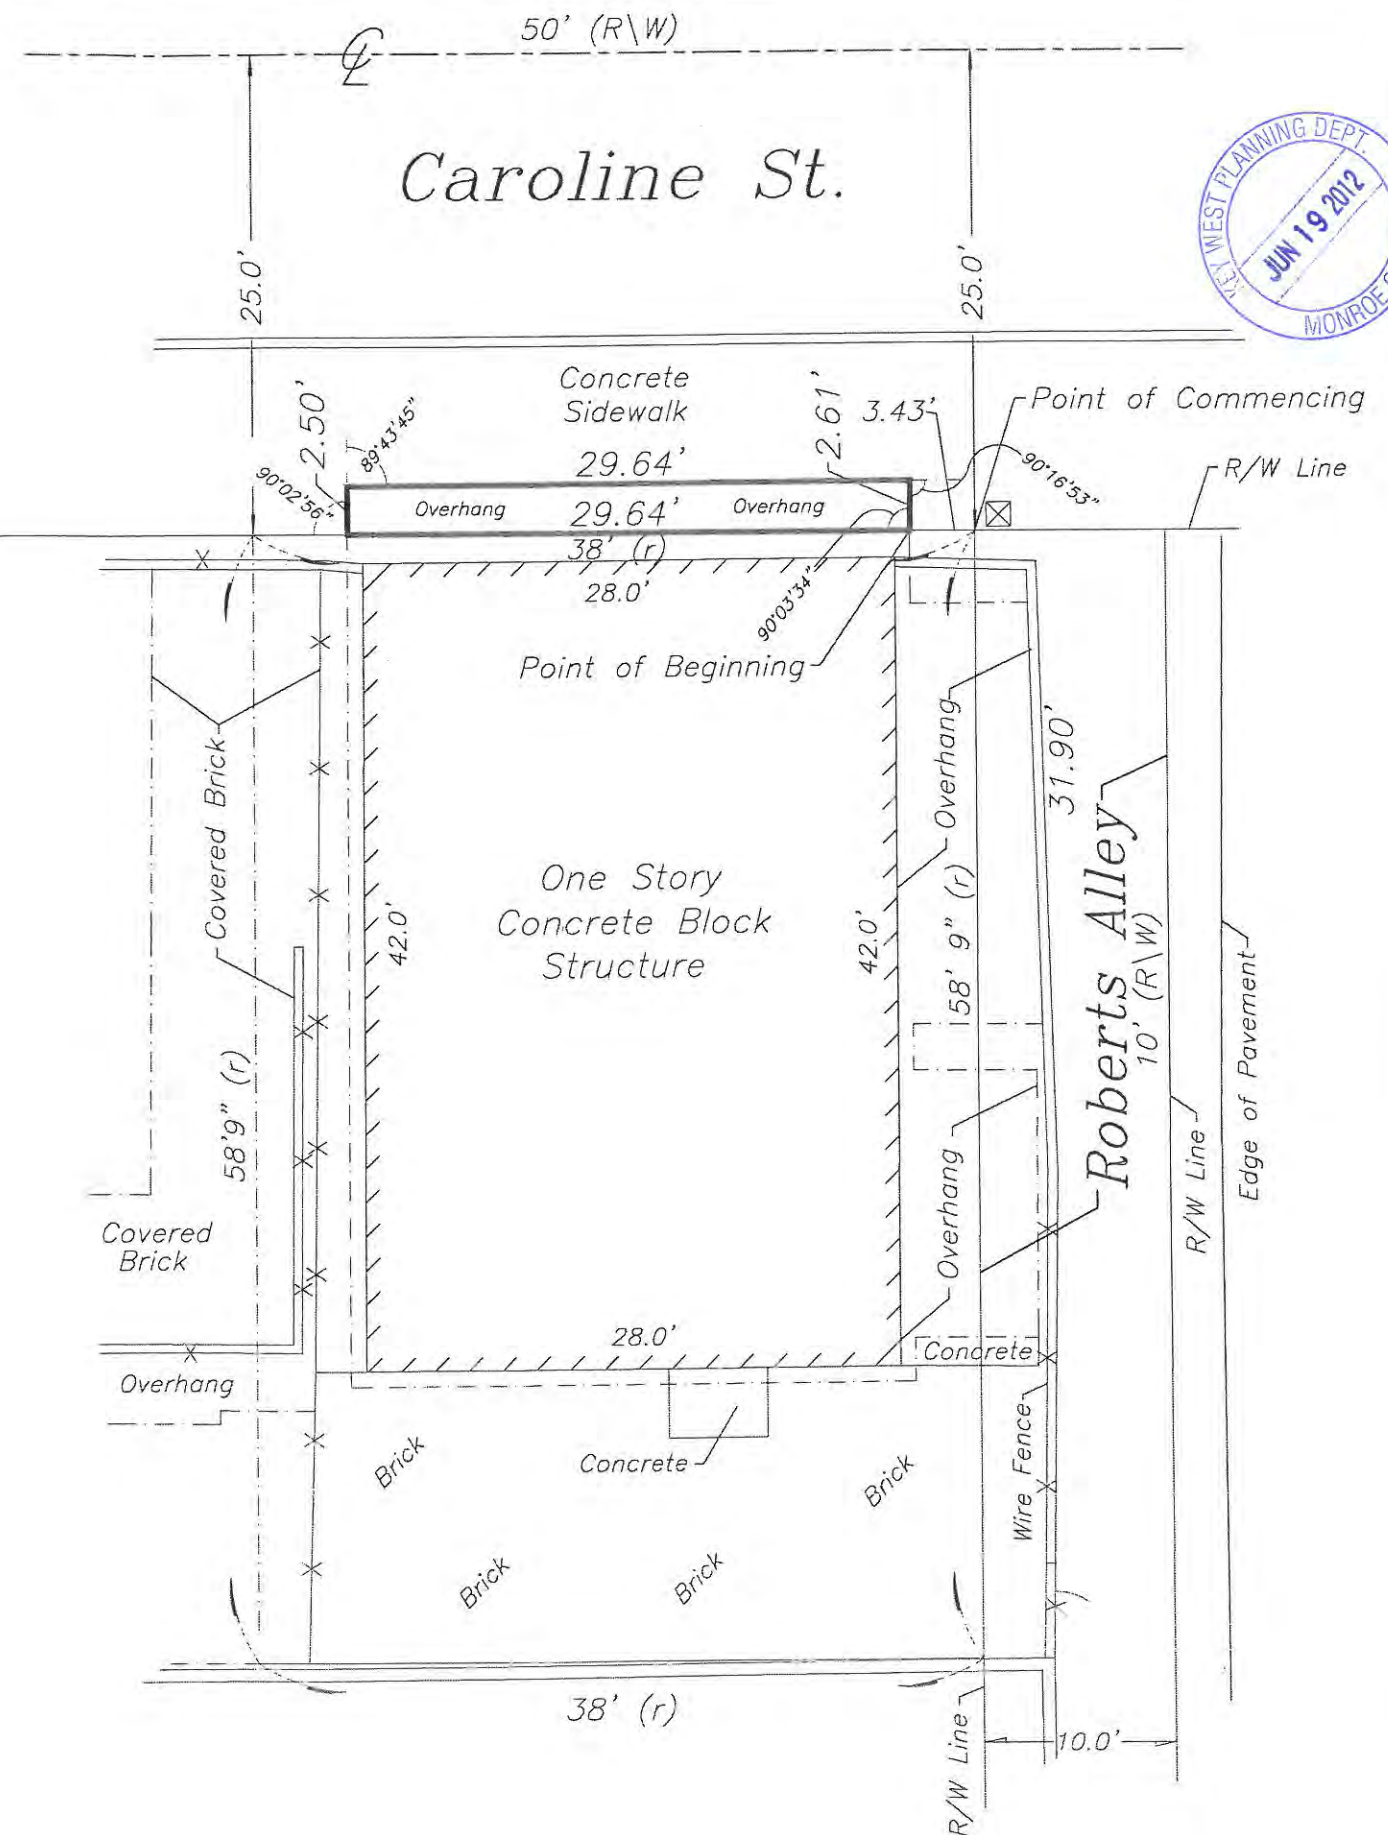 50' (R\W)
℄
Caroline St.
KEY WEST PLANNING DEPT.
JUN 19 2012
MONROE
25.0'
25.0'
Concrete
Sidewalk
2.50'
89°43'45"
90°02'56"
29.64'
2.61'
3.43'
Point of Commencing
90°16'53"
R/W Line
Overhang
29.64'
Overhang
38' (r)
28.0'
90°03'34"
Point of Beginning
Covered Brick
Overhang
31.90'
One Story
Concrete Block
Structure
42.0'
42.0'
58' 9" (r)
Roberts Alley
10' (R\W)
Edge of Pavement
58'9" (r)
Covered
Brick
Overhang
R/W Line
28.0'
Concrete
Overhang
Brick
Concrete
Brick
Wire Fence
Brick
Brick
38' (r)
R/W Line
10.0'